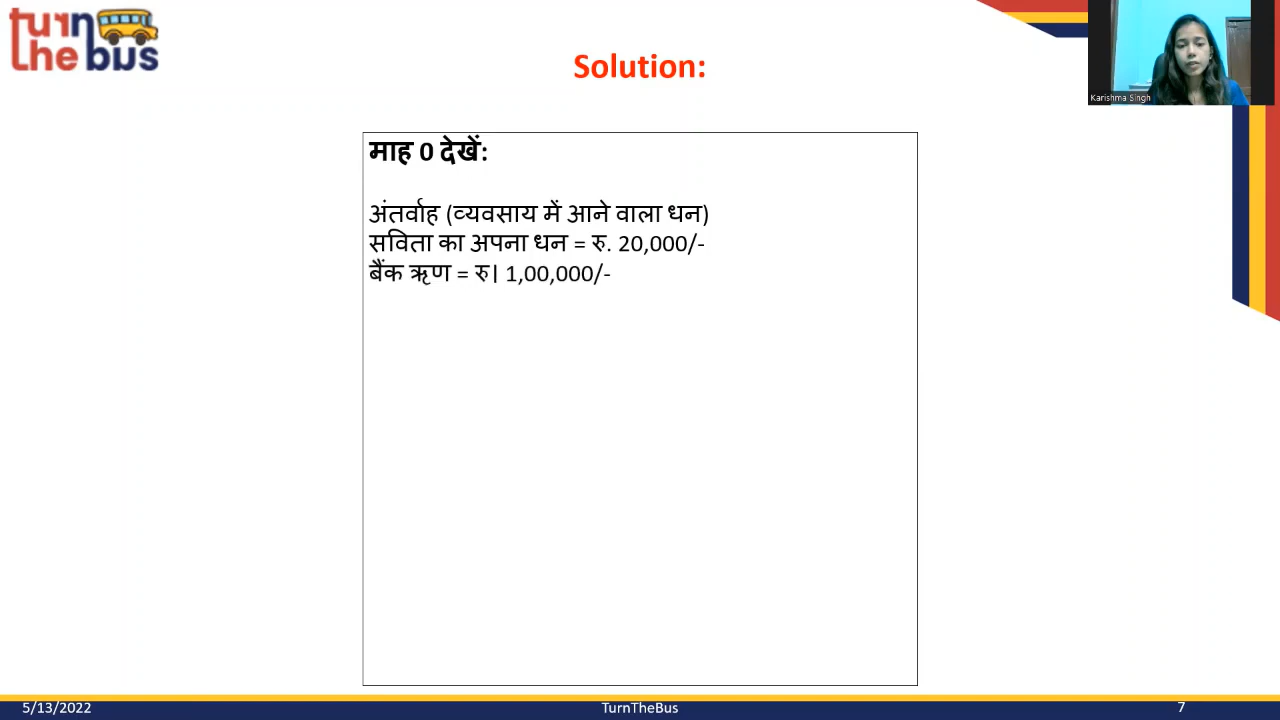 turn
the bus
Solution:
Karishma Singh
माह 0 देखें:
अंतर्वाह (व्यवसाय में आने वाला धन)
सविता का अपना धन = रु. 20,000/-
बैंक ऋण = रु। 1,00,000/-
5/13/2022
TurnTheBus
7